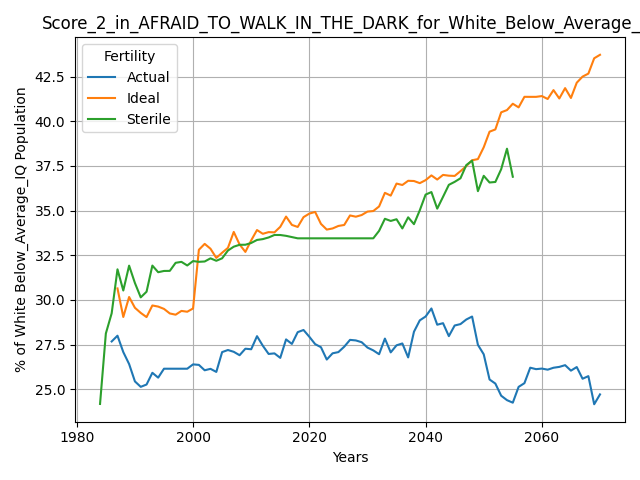 Score_2_in_AFRAID_TO_WALK_IN_THE_DARK_for_White_Below_Average_
Fertility
Actual
Ideal
Sterile
% of White Below_Average_IQ Population
42.5
40.0
37.5
35.0
32.5
30.0
27.5
25.0
1980 2000 2020 2040 2060
Years